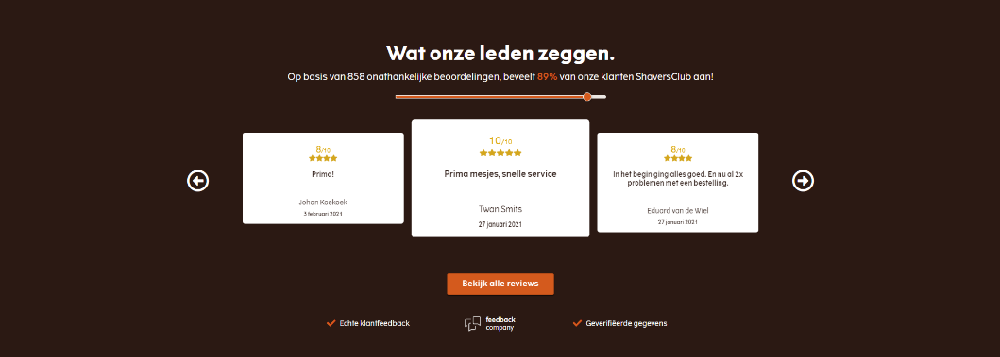 Wat onze leden zeggen.
Op basis van 858 onafhankelijke beoordelingen, beveelt 89% van onze klanten ShaversClub aan!
8/10
Prima!
Johan Koekoek
3 februari 2021
10/10
Prima mesjes, snelle service
Twan Smits
27 januari 2021
8/10
In het begin ging alles goed. En nu al 2x
problemen met een bestelling.
Eduard van de Wiel
27 januari 2021
Bekijk alle reviews
Echte klantfeedback
feedback
company
Geverifiëerde gegevens